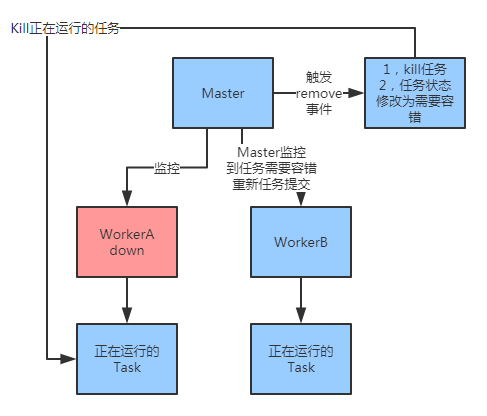 Kill正在运行的任务
Master
触发
remove
事件
1，kill任务
2，任务状态
修改为需要容
错
监控
Master监控
到任务需要容错
重新任务提交
WorkerA
down
WorkerB
正在运行的
Task
正在运行的
Task